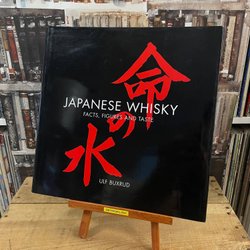 命
JAPANESE WHISKY
FACTS, FIGURES AND TASTE
の
水
ULF BUXRUD